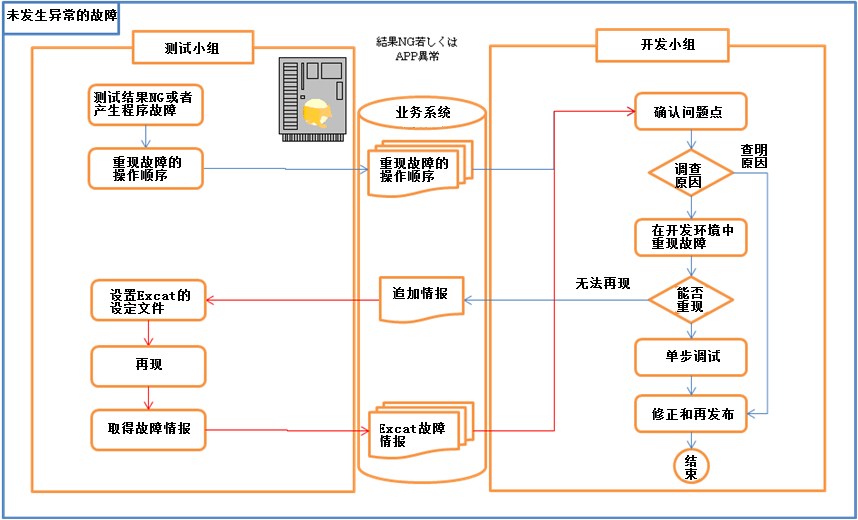 未发生异常的故障
测试小组
結果NG若しくは
APP異常
开发小组
测试结果NG或者
产生程序故障
业务系统
确认问题点
重现故障的
操作顺序
重现故障的
操作顺序
调查
原因
查明
原因
在开发环境中
重现故障
设置Excat的
设定文件
追加情报
无法再现
能否
重现
再现
单步调试
取得故障情报
Excat故障
情报
修正和再发布
结
束